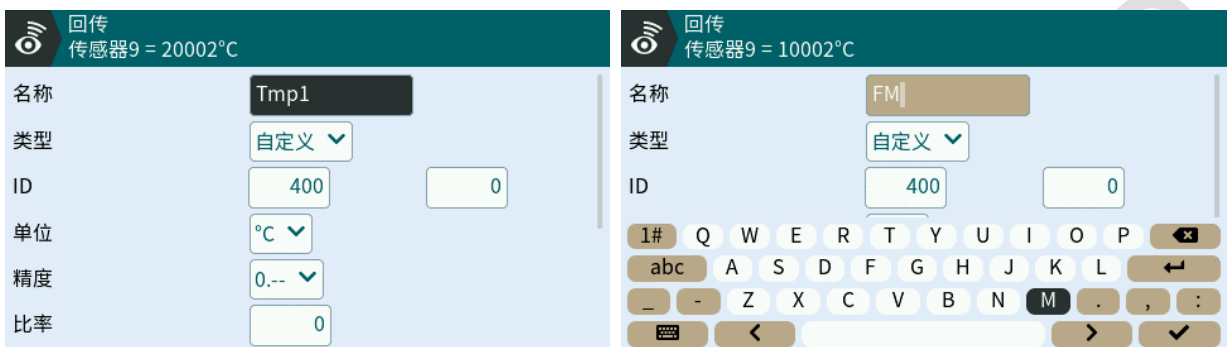 回传
传感器9 = 20002°C
名称
Tmp1
类型
自定义
ID
400
0
单位
°C
精度
0.--
比率
0
回传
传感器9 = 10002°C
名称
FM
类型
自定义
ID
400
0
1# Q W E R T Y U I O P
abc A S D F G H J K L
_ - Z X C V B N M . , :